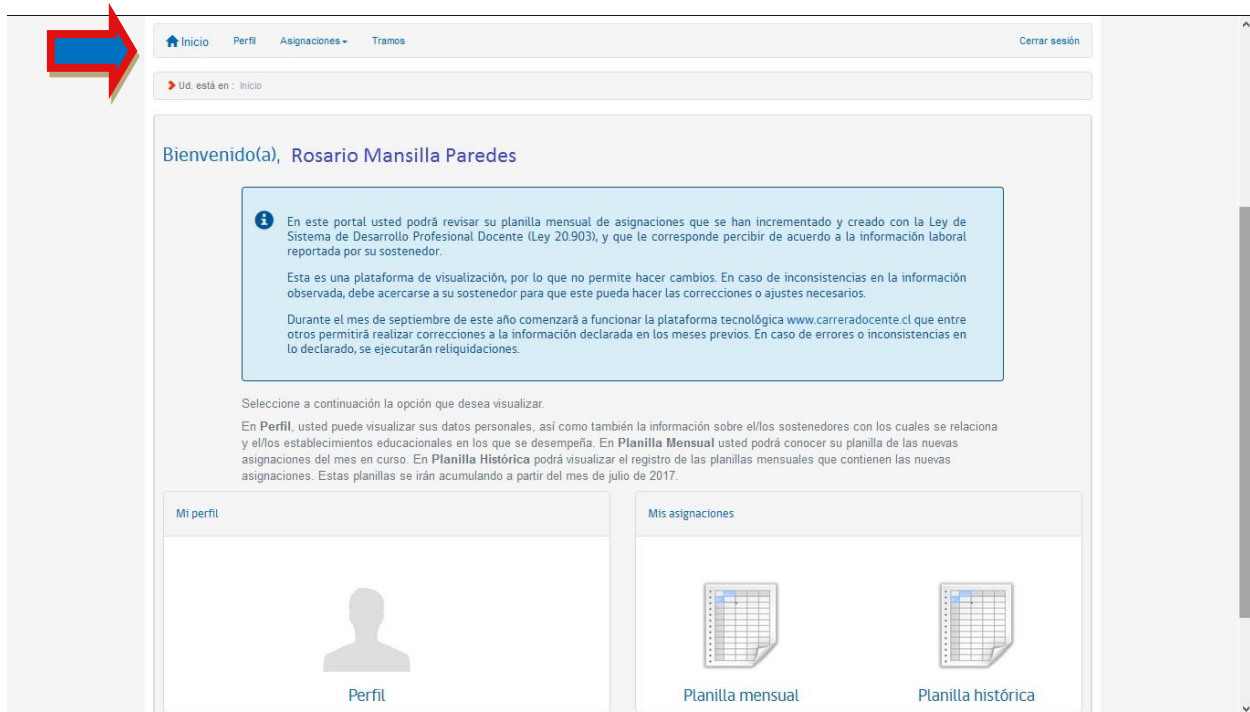 Inicio Perfil Asignaciones Tramos Cerrar sesión
Ud. está en : Inicio
Bienvenido(a), Rosario Mansilla Paredes
En este portal usted podrá revisar su planilla mensual de asignaciones que se han incrementado y creado con la Ley de
Sistema de Desarrollo Profesional Docente (Ley 20.903), y que le corresponde percibir de acuerdo a la información laboral
reportada por su sostenedor.
Esta es una plataforma de visualización, por lo que no permite hacer cambios. En caso de inconsistencias en la información
observada, debe acercarse a su sostenedor para que este pueda hacer las correcciones o ajustes necesarios.
Durante el mes de septiembre de este año comenzará a funcionar la plataforma tecnológica www.carreradocente.cl que entre
otros permitirá realizar correcciones a la información declarada en los meses previos. En caso de errores o inconsistencias en
lo declarado, se ejecutarán reliquidaciones.
Seleccione a continuación la opción que desea visualizar.
En Perfil, usted puede visualizar sus datos personales, así como también la información sobre el/los sostenedores con los cuales se relaciona
y el/los establecimientos educacionales en los que se desempeña. En Planilla Mensual usted podrá conocer su planilla de las nuevas
asignaciones del mes en curso. En Planilla Histórica podrá visualizar el registro de las planillas mensuales que contienen las nuevas
asignaciones. Estas planillas se irán acumulando a partir del mes de julio de 2017.
Mi perfil
Mis asignaciones
Perfil
Planilla mensual
Planilla histórica